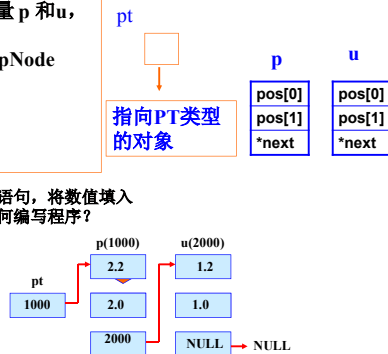 量 p 和u，
pNode
pt
指向PT类型
的对象
p
u
pos[0]
pos[0]
pos[1]
pos[1]
*next
*next
语句，将数值填入
何编写程序？
p(1000)
u(2000)
pt
2.2
1.2
1000
2.0
1.0
2000
NULL
NULL